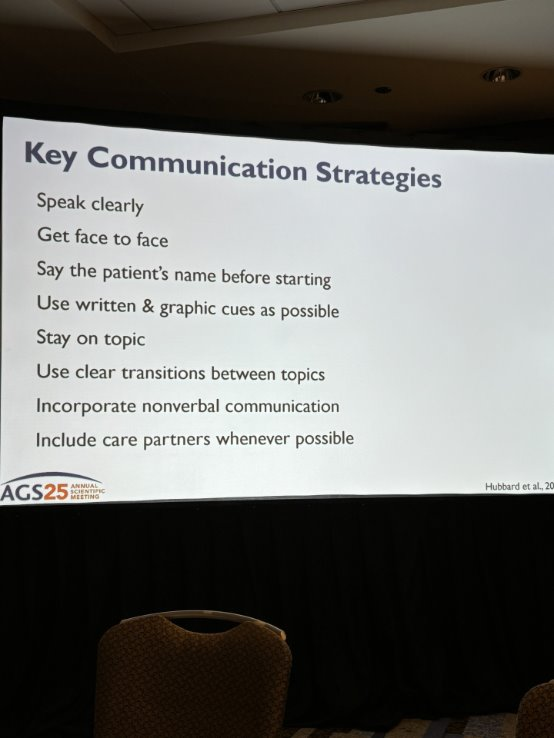 Key Communication Strategies
Speak clearly
Get face to face
Say the patient's name before starting
Use written & graphic cues as possible
Stay on topic
Use clear transitions between topics
Incorporate nonverbal communication
Include care partners whenever possible
AGS25 ANNUAL
SCIENTIFIC
MEETING
Hubbard et al., 20